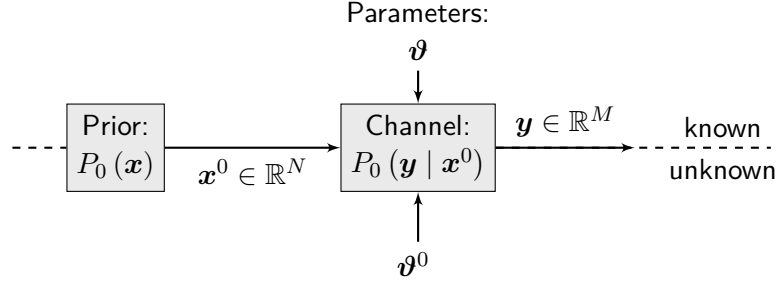 Parameters:
ϑ
Prior:
P₀ (x)
x⁰ ∈ ℝᴺ
Channel:
P₀ (y | x⁰)
y ∈ ℝᴹ
known
unknown
ϑ⁰